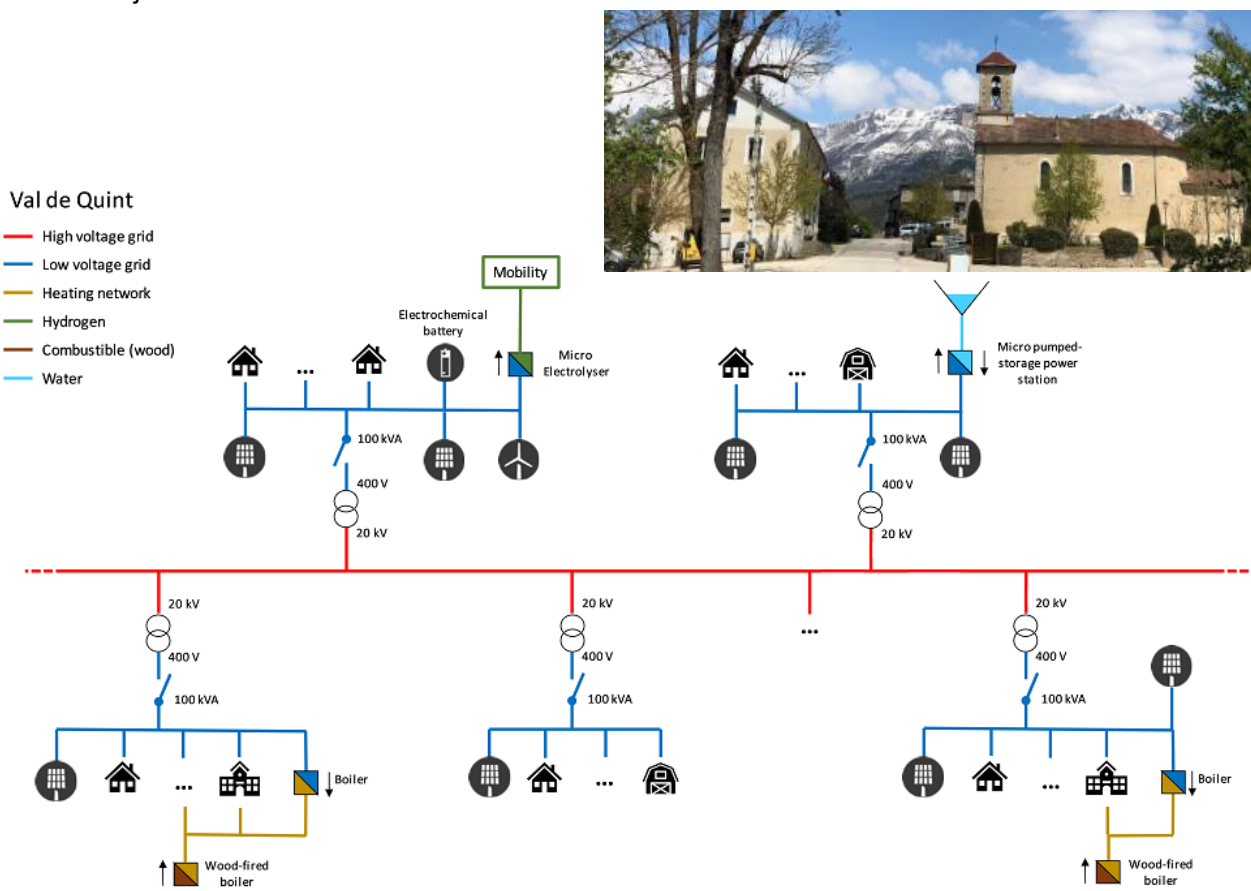 Val de Quint
High voltage grid
Low voltage grid
Heating network
Hydrogen
Combustible (wood)
Water
Mobility
Electrochemical
battery
Micro
Electrolyser
...
100 kVA
400 V
20 kV
Micro pumped-
storage power
station
...
100 kVA
400 V
20 kV
20 kV
400 V
100 kVA
...
Boiler
Wood-fired
boiler
20 kV
400 V
100 kVA
...
...
20 kV
400 V
100 kVA
...
Boiler
Wood-fired
boiler